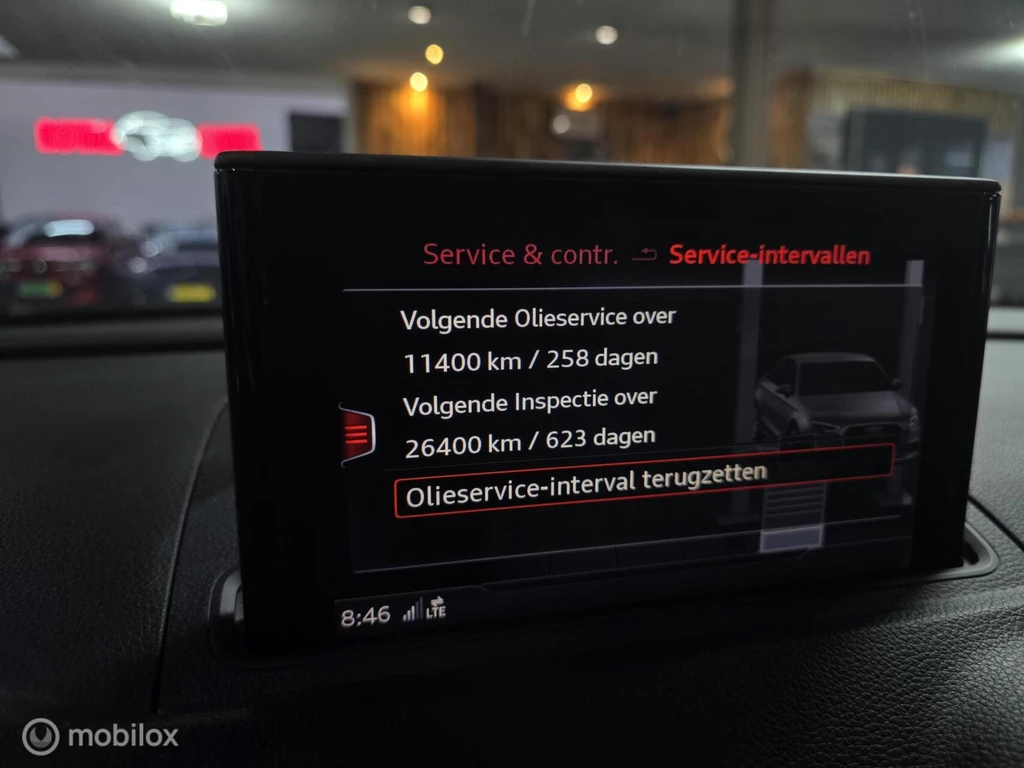 Service & contr. Service-intervallen
Volgende Olieservice over
11400 km / 258 dagen
Volgende Inspectie over
26400 km / 623 dagen
Olieservice-interval terugzetten
8:46 LTE
mobilox